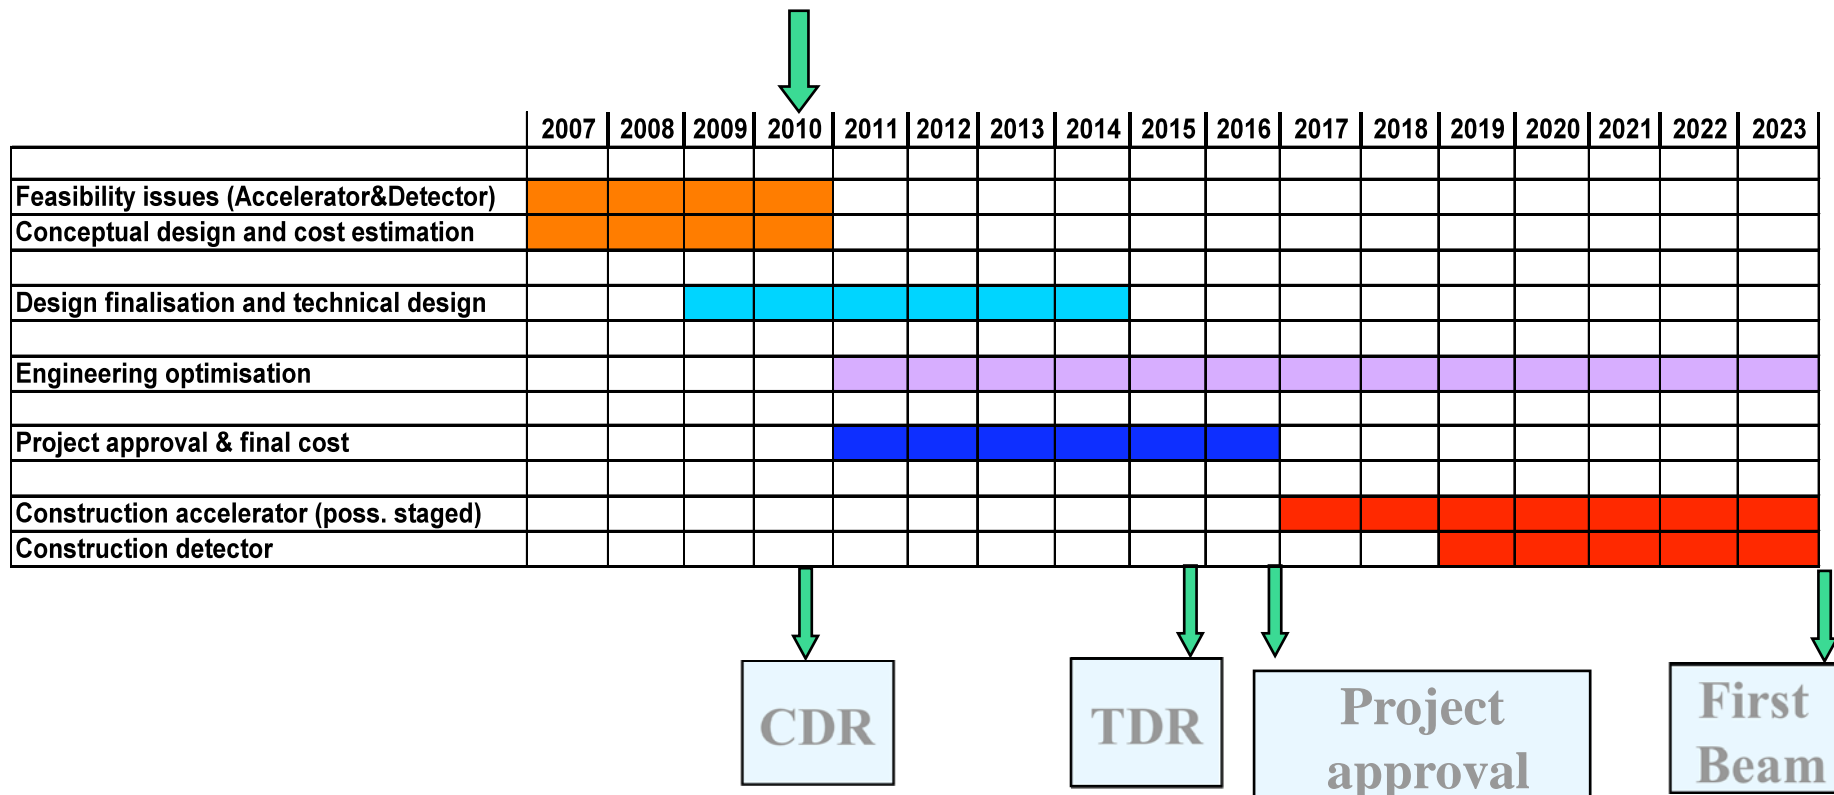 2007 2008 2009 2010 2011 2012 2013 2014 2015 2016 2017 2018 2019 2020 2021 2022 2023
Feasibility issues (Accelerator&Detector)
Conceptual design and cost estimation
Design finalisation and technical design
Engineering optimisation
Project approval & final cost
Construction accelerator (poss. staged)
Construction detector
CDR
TDR
Project
approval
First
Beam